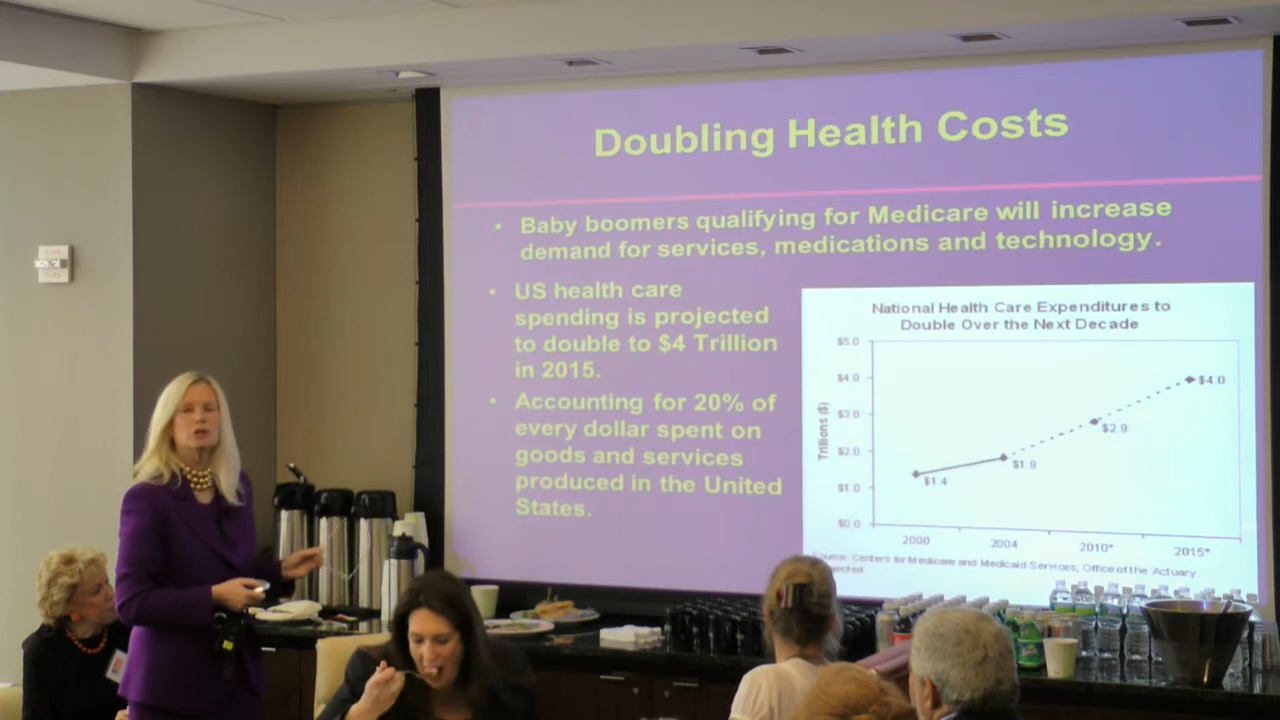 Doubling Health Costs
• Baby boomers qualifying for Medicare will increase
demand for services, medications and technology.
• US health care
spending is projected
to double to $4 Trillion
in 2015.
• Accounting for 20% of
every dollar spent on
goods and services
produced in the United
States.
National Health Care Expenditures to
Double Over the Next Decade
Trillions ($)
$5.0
$4.0
$3.0
$2.0
$1.0
$0.0
$1.4
$1.9
$2.9
$4.0
2000
2004
2010*
2015*
Source: Centers for Medicare and Medicaid Services, Office of the Actuary.